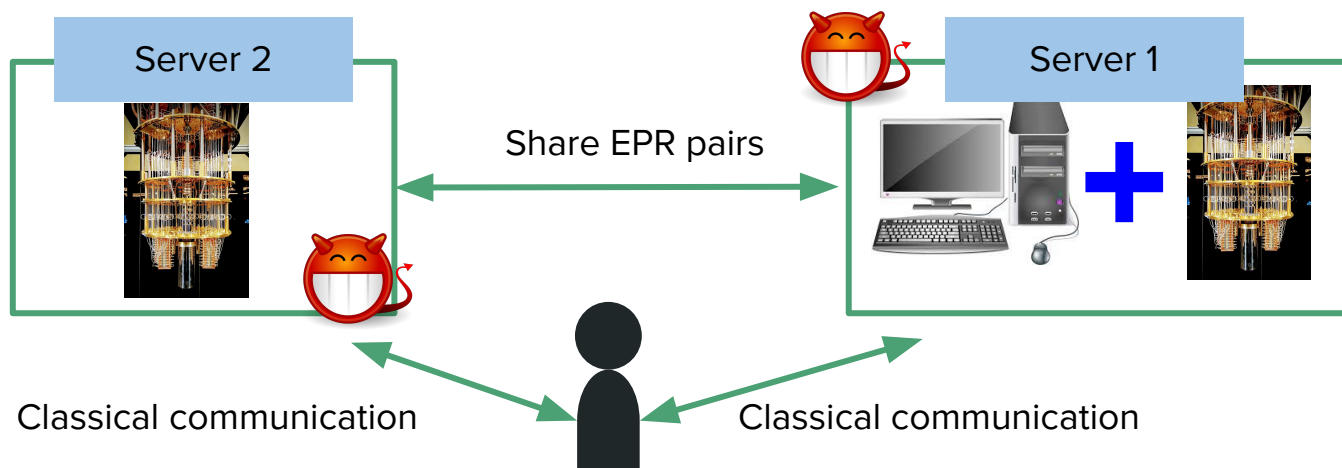 Server 2
Server 1
Share EPR pairs
Classical communication
Classical communication